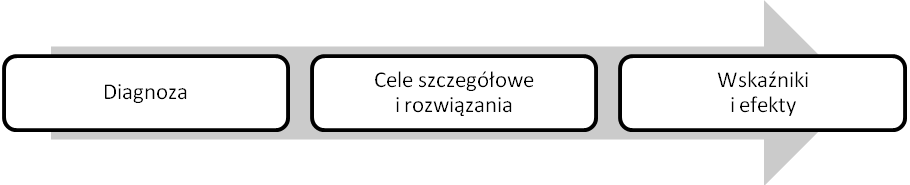 Diagnoza
Cele szczegółowe
i rozwiązania
Wskaźniki
i efekty